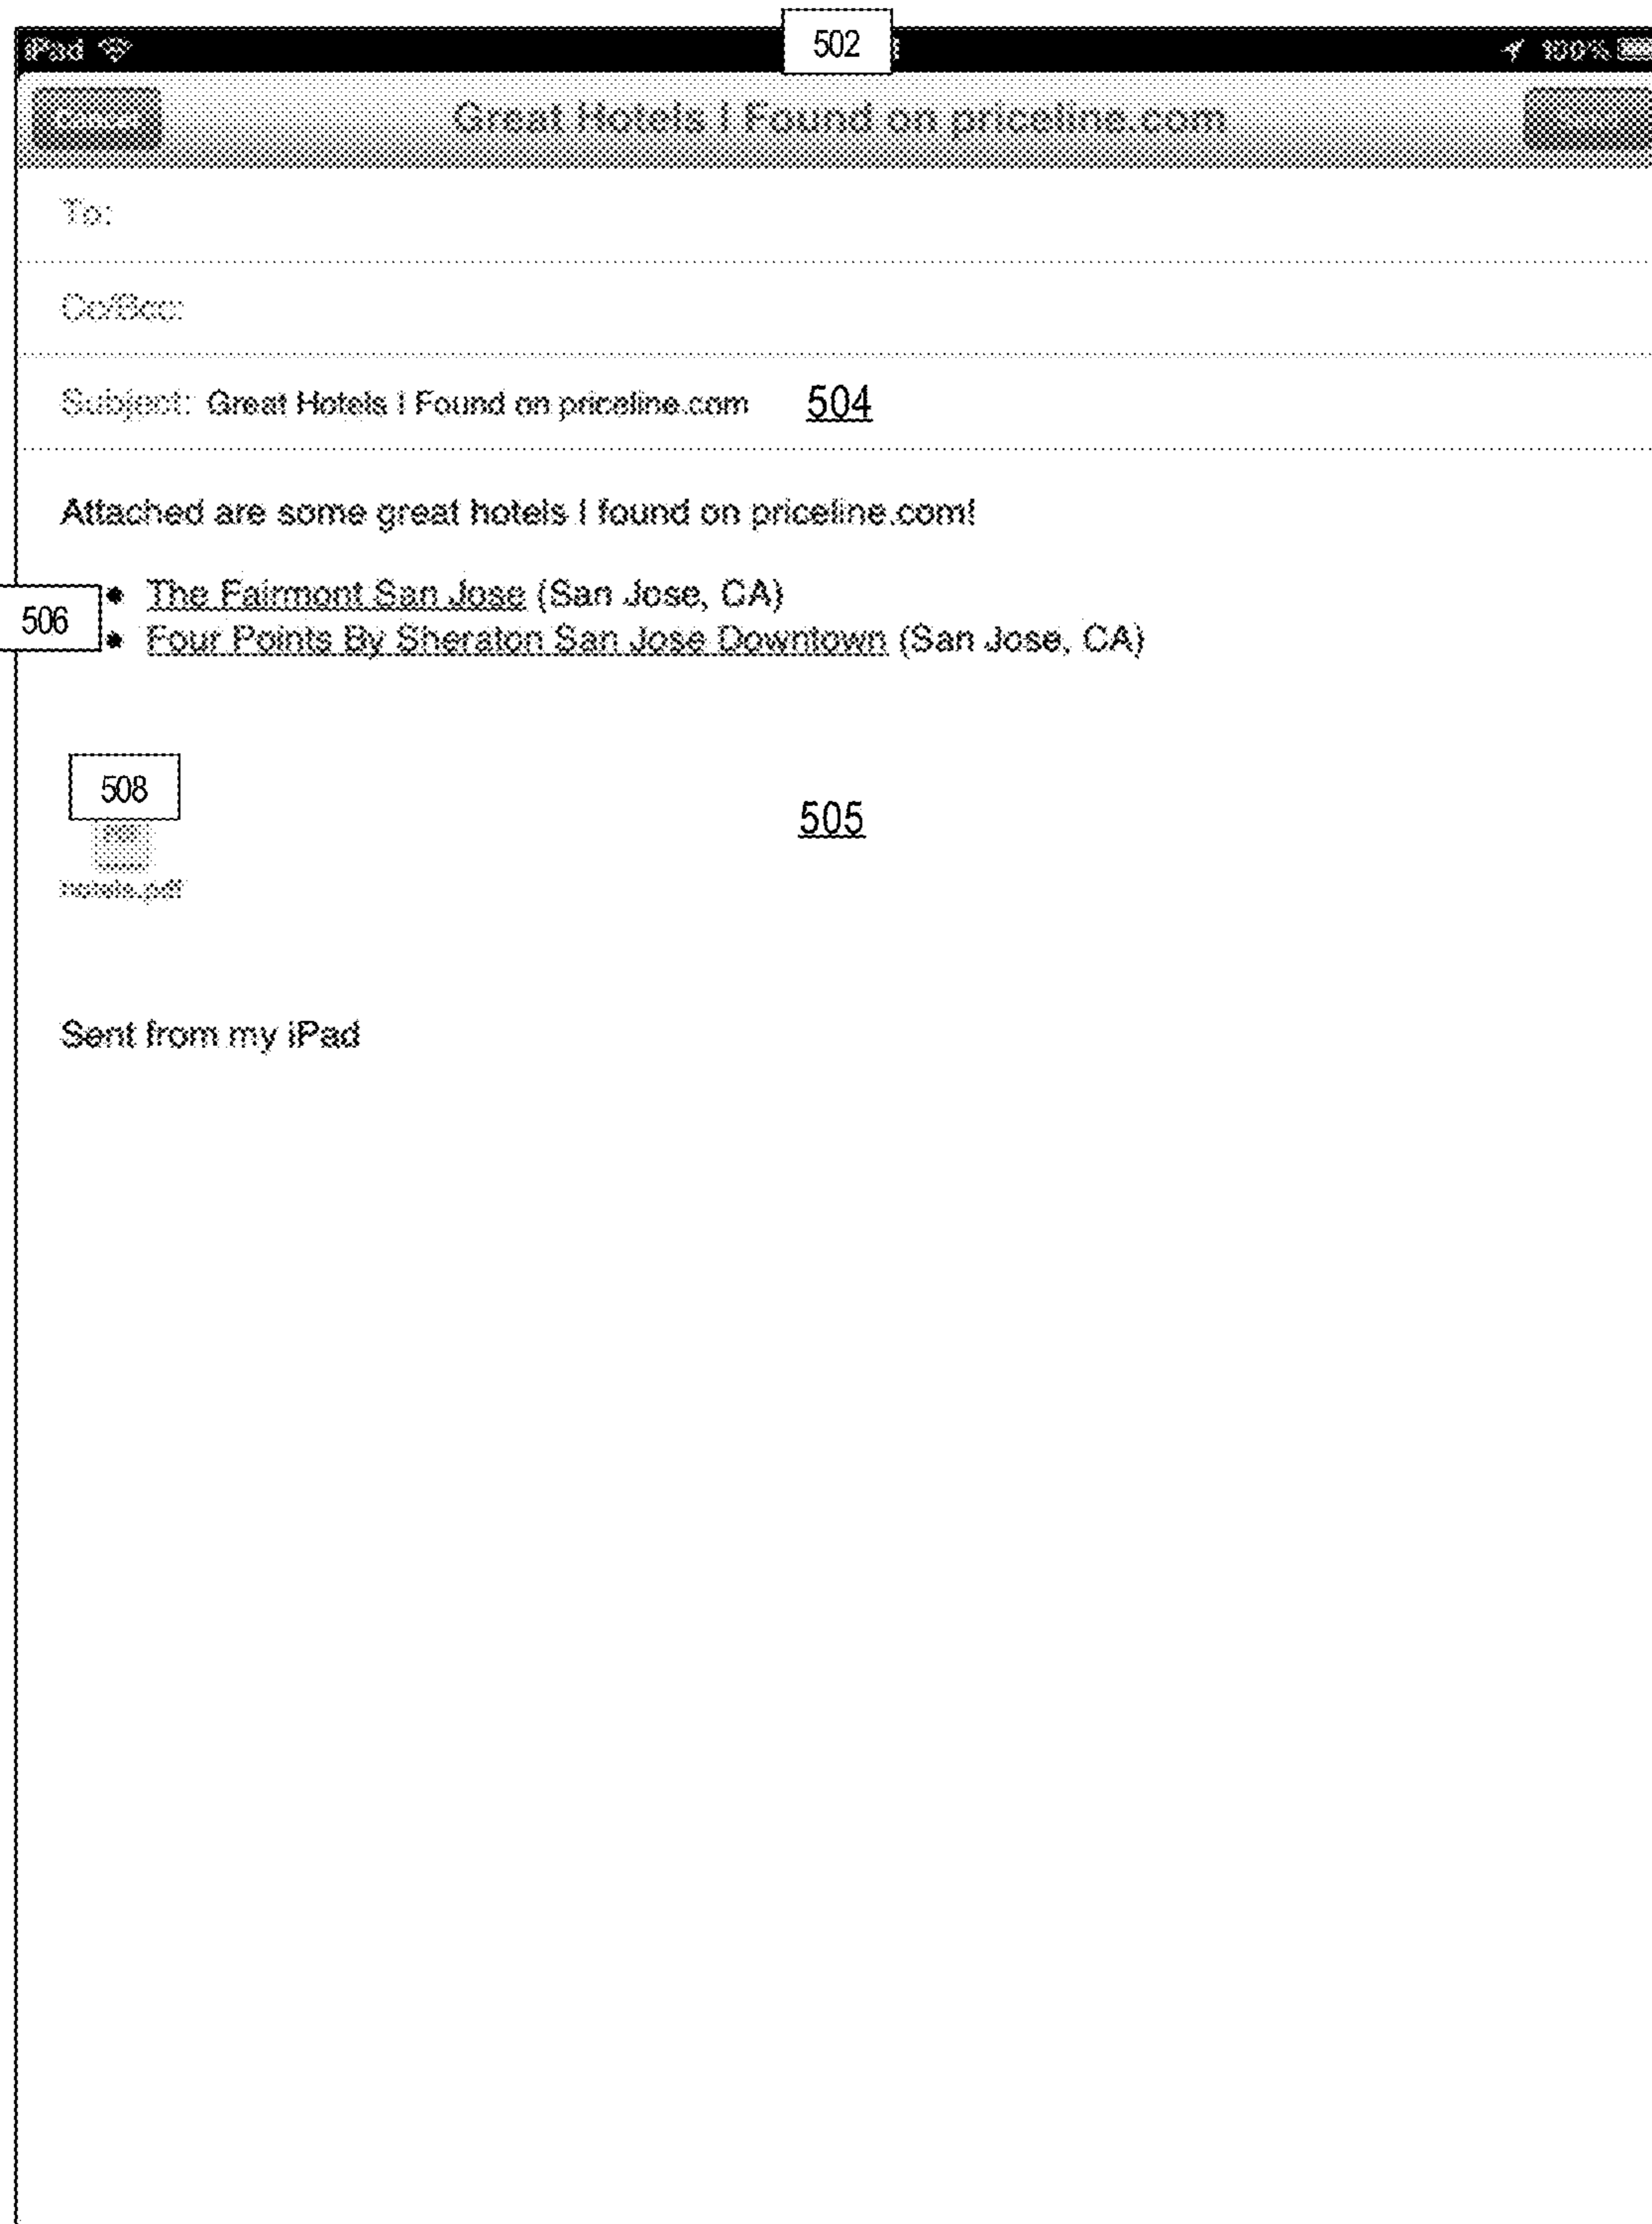 502
iPad 100%
Great Hotels I Found on priceline.com
To:
Cc/Bcc:
Subject: Great Hotels I Found on priceline.com 504
Attached are some great hotels I found on priceline.com!
506
• The Fairmont San Jose (San Jose, CA)
• Four Points By Sheraton San Jose Downtown (San Jose, CA)
508
505
hotels.pdf
Sent from my iPad